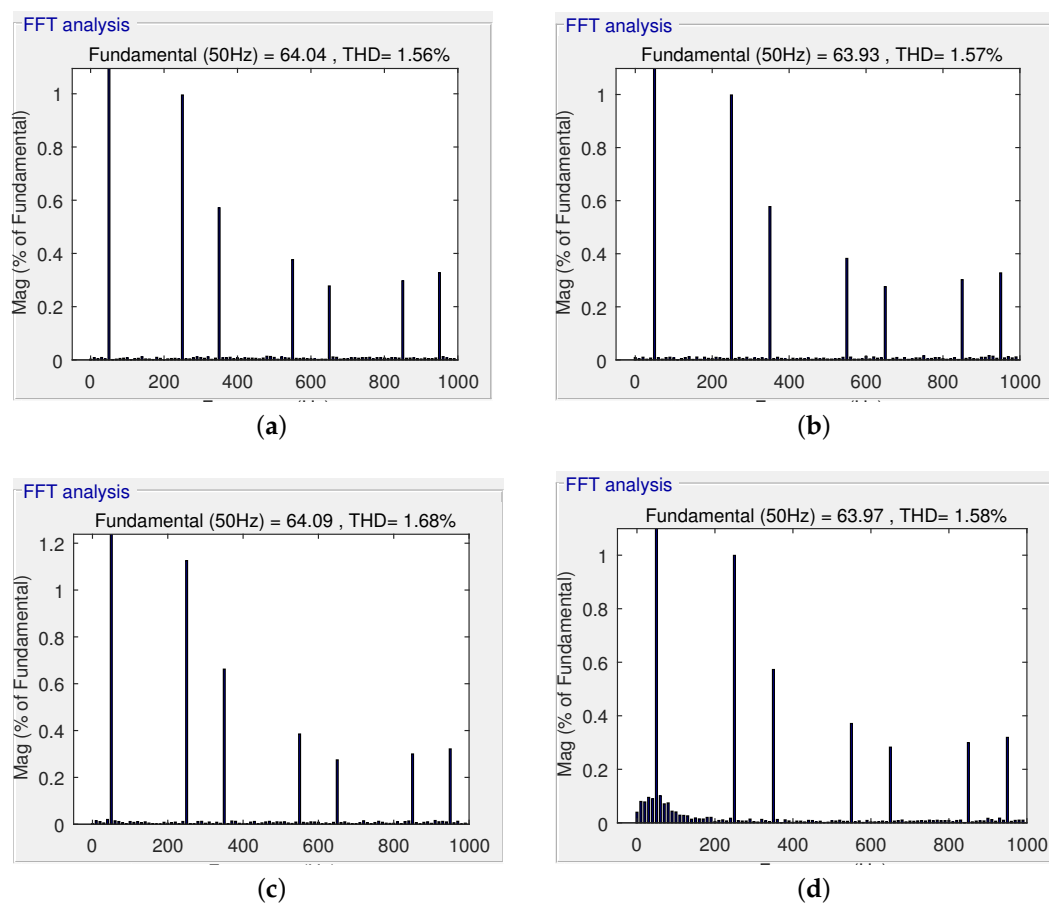 FFT analysis
Fundamental (50Hz) = 64.04 , THD= 1.56%
Mag (% of Fundamental)
1
0.8
0.6
0.4
0.2
0
0 200 400 600 800 1000
(a)
FFT analysis
Fundamental (50Hz) = 63.93 , THD= 1.57%
Mag (% of Fundamental)
1
0.8
0.6
0.4
0.2
0
0 200 400 600 800 1000
(b)
FFT analysis
Fundamental (50Hz) = 64.09 , THD= 1.68%
Mag (% of Fundamental)
1.2
1
0.8
0.6
0.4
0.2
0
0 200 400 600 800 1000
(c)
FFT analysis
Fundamental (50Hz) = 63.97 , THD= 1.58%
Mag (% of Fundamental)
1
0.8
0.6
0.4
0.2
0
0 200 400 600 800 1000
(d)